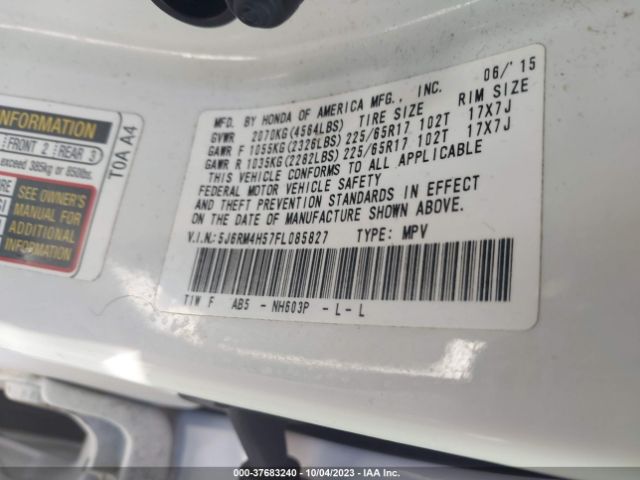 INFORMATION
FRONT 2 REAR 3
exceed 385kg or 850lbs.
SEE OWNER'S
MANUAL FOR
ADDITIONAL
INFORMATION
T0A A4
MFD. BY HONDA OF AMERICA MFG., INC. 06/'15
GVWR 2070KG(4564LBS) TIRE SIZE RIM SIZE
GAWR F 1055KG(2326LBS) 225/65R17 102T 17X7J
GAWR R 1035KG(2282LBS) 225/65R17 102T 17X7J
THIS VEHICLE CONFORMS TO ALL APPLICABLE
FEDERAL MOTOR VEHICLE SAFETY
AND THEFT PREVENTION STANDARDS IN EFFECT
ON THE DATE OF MANUFACTURE SHOWN ABOVE.
V.I.N.: 5J6RM4H57FL085827 TYPE: MPV
T1W F AB5 - NH603P - L - L
000-37683240 - 10/04/2023 - IAA Inc.